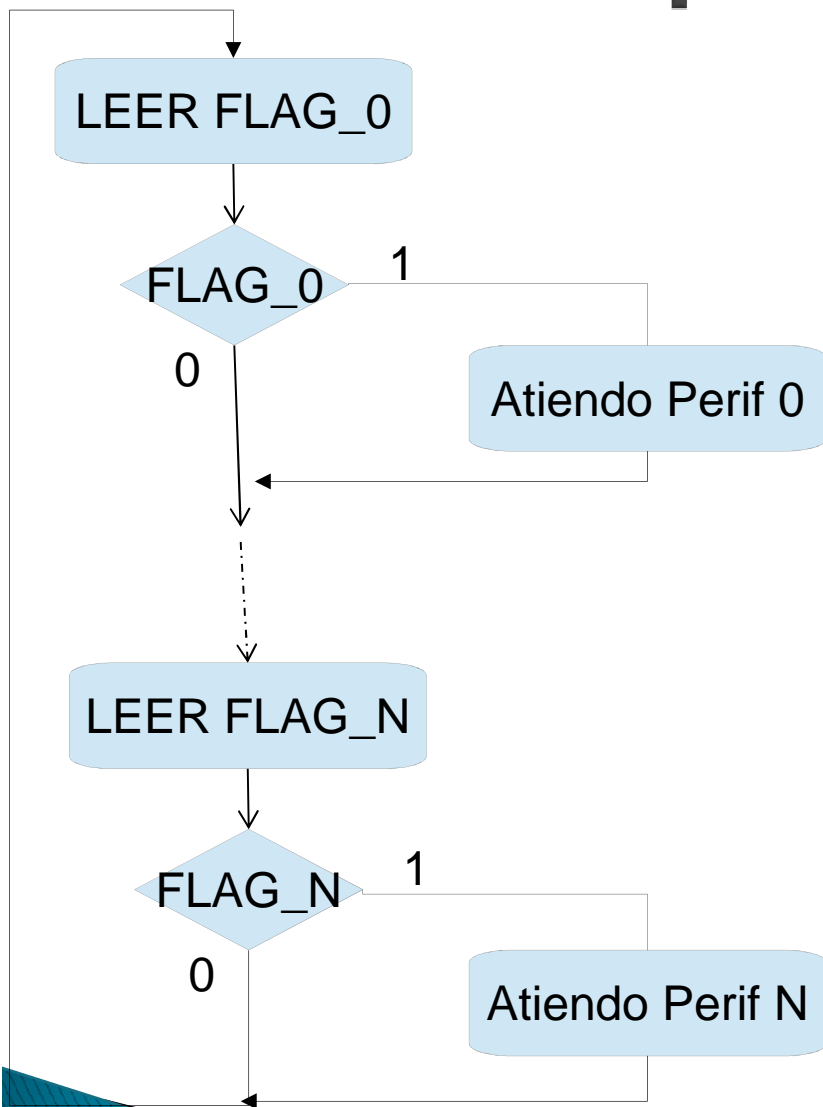 LEER FLAG_0
FLAG_0
1
0
Atiendo Perif 0
LEER FLAG_N
FLAG_N
1
0
Atiendo Perif N